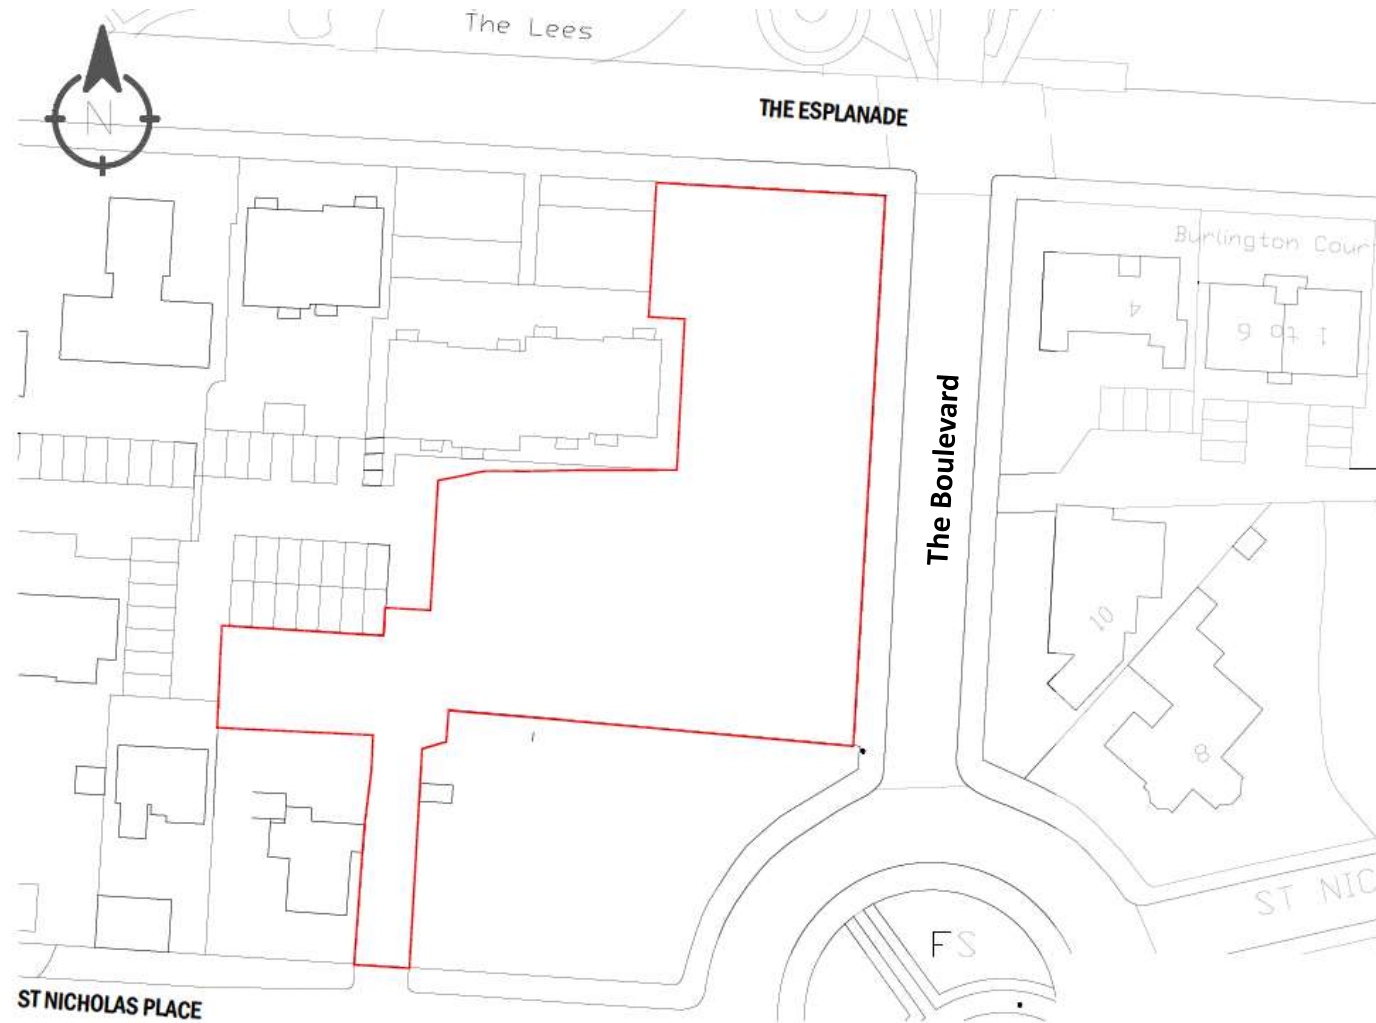 The Lees
N
THE ESPLANADE
Burlington Cour
4
1 to 6
The Boulevard
10
8
ST NIC
FS
ST NICHOLAS PLACE